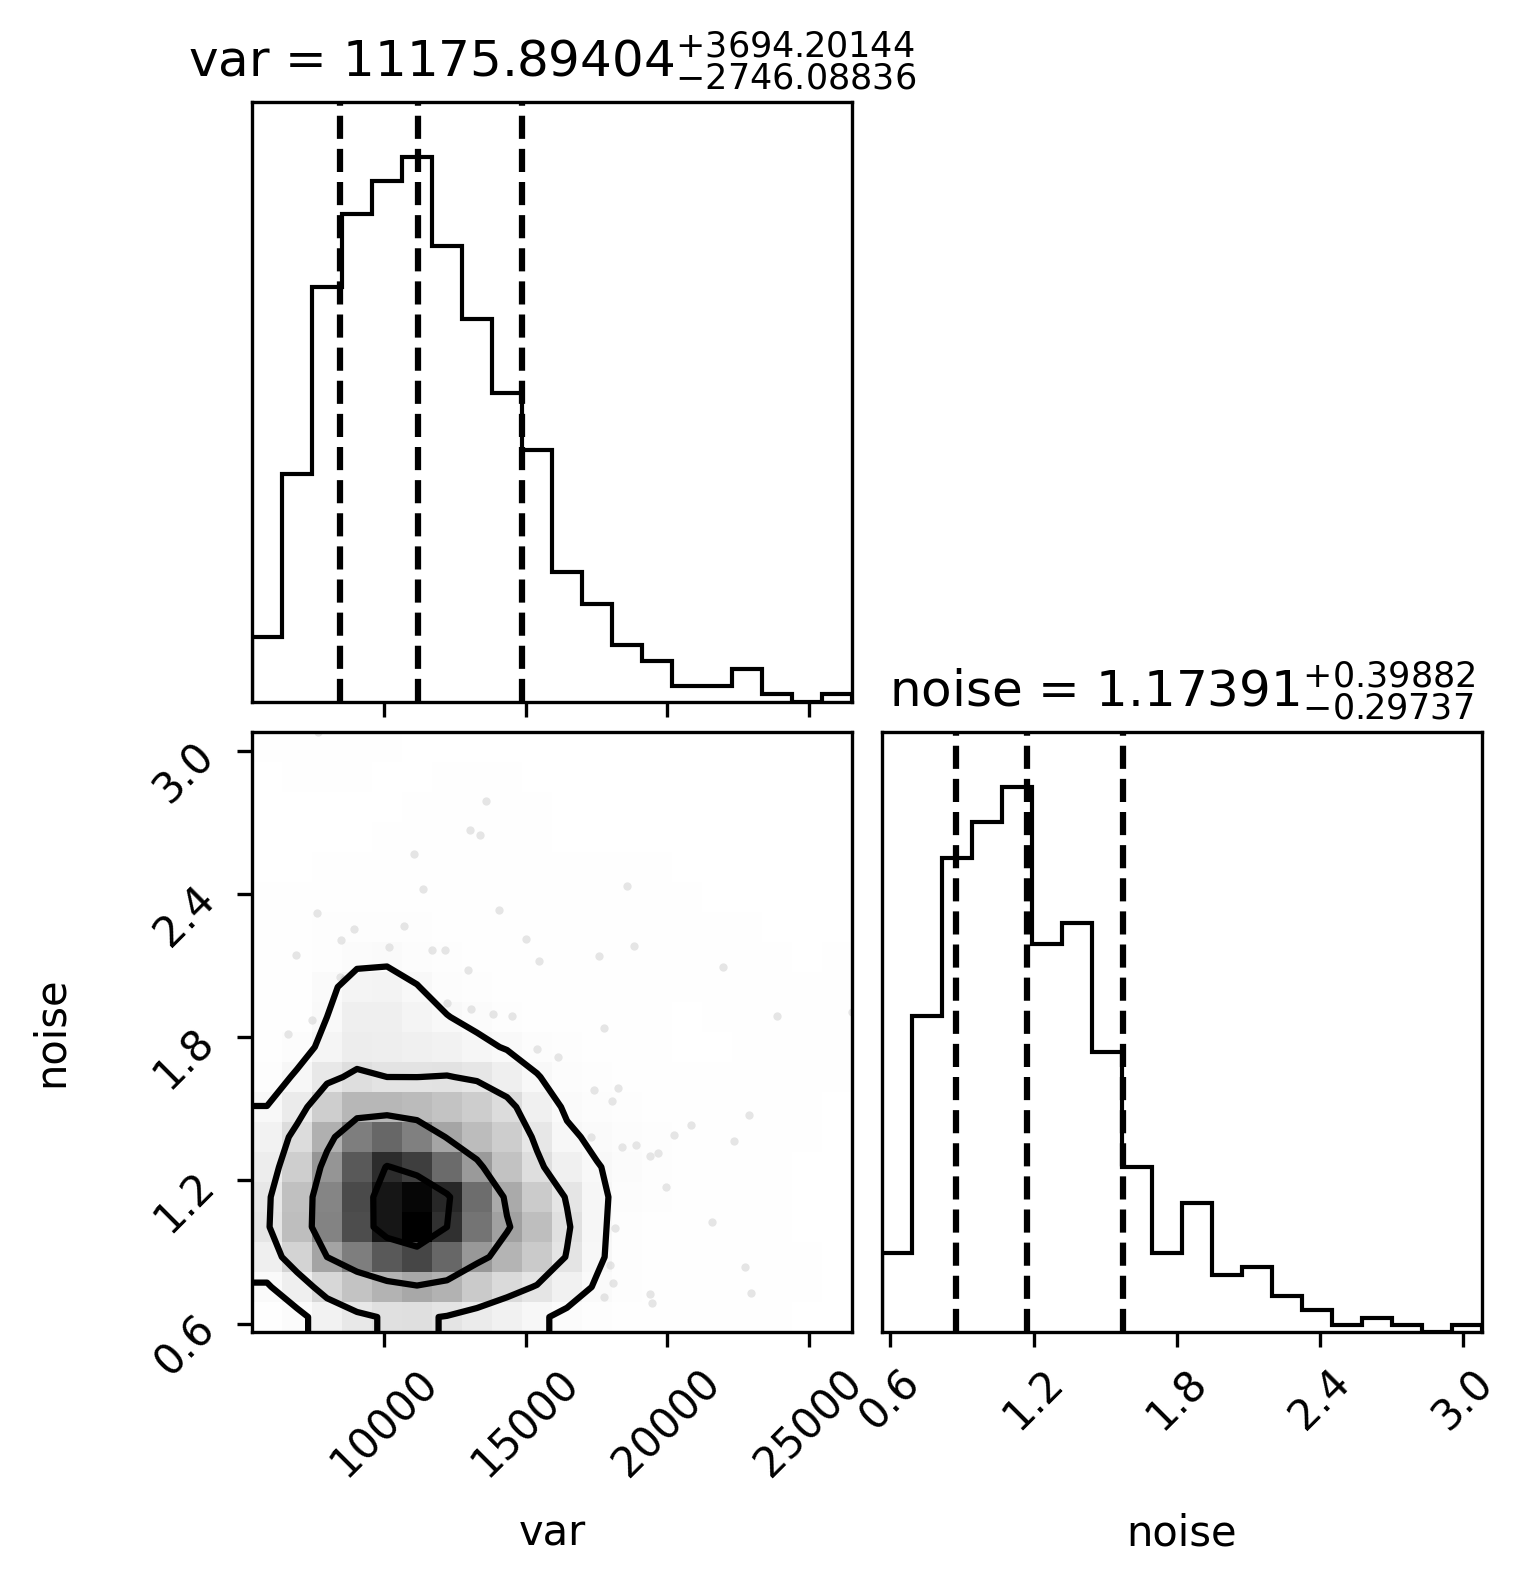 var = 11175.89404+3694.20144−2746.08836
noise = 1.17391+0.39882−0.29737
3.0
2.4
1.8
1.2
0.6
noise
10000 15000 20000 25000
0.6 1.2 1.8 2.4 3.0
var
noise